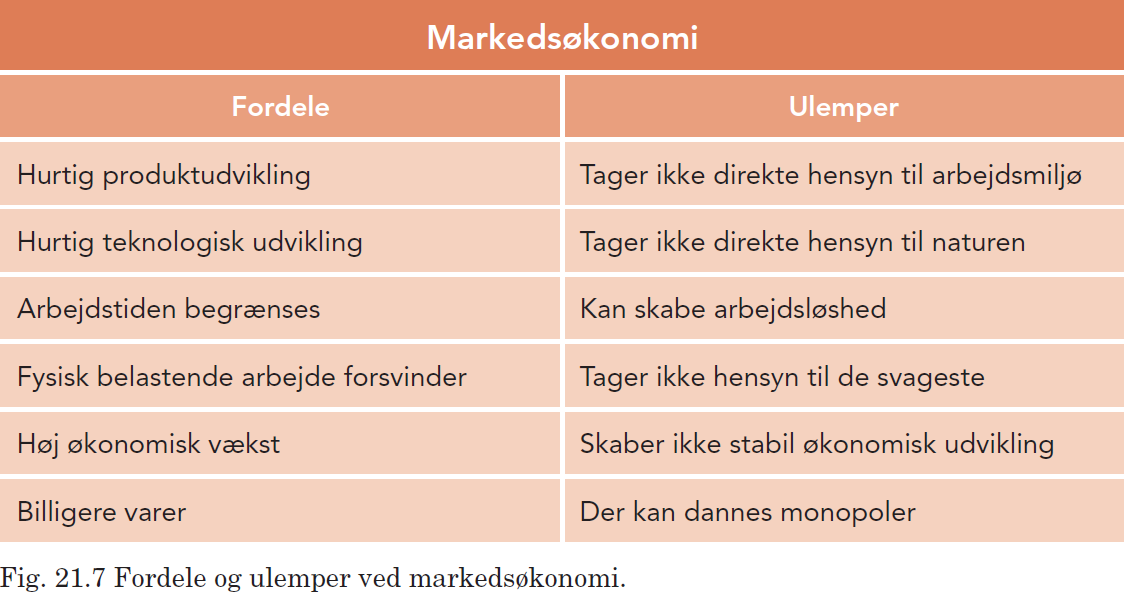 Markedsøkonomi
Fordele
Ulemper
Hurtig produktudvikling
Tager ikke direkte hensyn til arbejdsmiljø
Hurtig teknologisk udvikling
Tager ikke direkte hensyn til naturen
Arbejdstiden begrænses
Kan skabe arbejdsløshed
Fysisk belastende arbejde forsvinder
Tager ikke hensyn til de svageste
Høj økonomisk vækst
Skaber ikke stabil økonomisk udvikling
Billigere varer
Der kan dannes monopoler
Fig. 21.7 Fordele og ulemper ved markedsøkonomi.